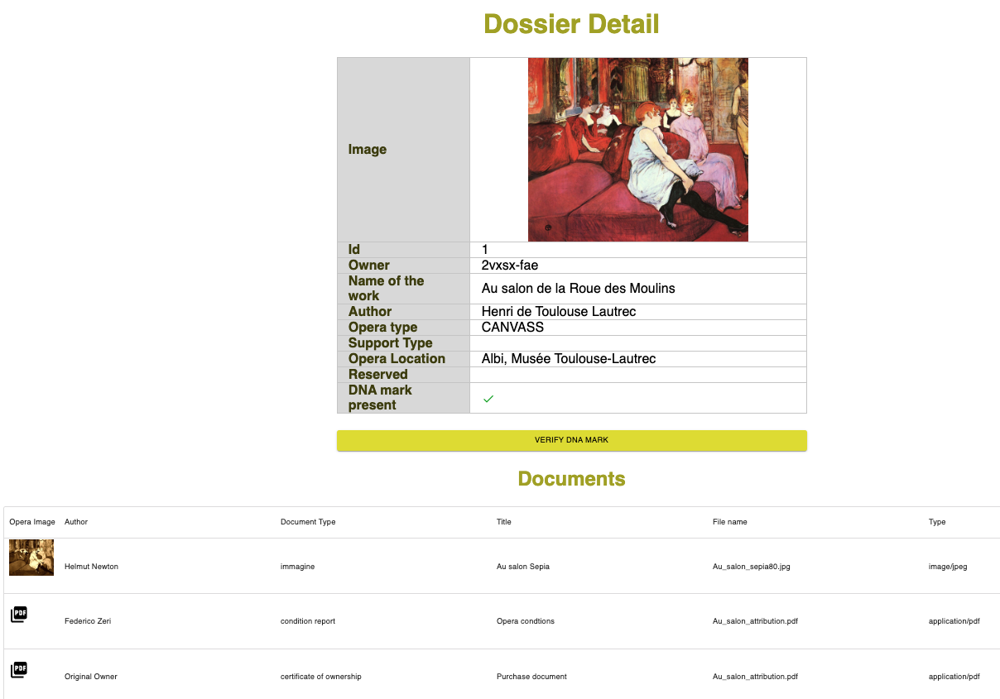 Dossier Detail
Image
Id 1
Owner 2vxsx-fae
Name of the
work
Au salon de la Roue des Moulins
Author Henri de Toulouse Lautrec
Opera type CANVASS
Support Type
Opera Location Albi, Musée Toulouse-Lautrec
Reserved
DNA mark
present
VERIFY DNA MARK
Documents
Opera Image Author Document Type Title File name Type
Helmut Newton immagine Au salon Sepia Au_salon_sepia80.jpg image/jpeg
PDF
Federico Zeri condition report Opera condtions Au_salon_attribution.pdf application/pdf
PDF
Original Owner certificate of ownership Purchase document Au_salon_attribution.pdf application/pdf